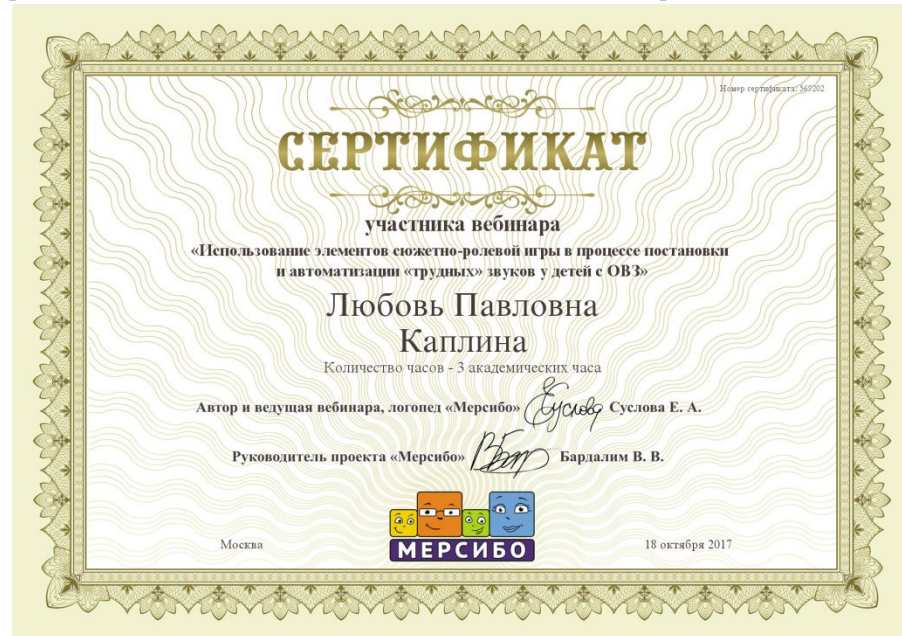 Номер сертификата: 569202
СЕРТИФИКАТ
участника вебинара
«Использование элементов сюжетно-ролевой игры в процессе постановки
и автоматизации «трудных» звуков у детей с ОВЗ»
Любовь Павловна
Каплина
Количество часов - 3 академических часа
Автор и ведущая вебинара, логопед «Мерсибо» Суслова Е. А.
Руководитель проекта «Мерсибо» Бардалим В. В.
МЕРСИБО
Москва 18 октября 2017